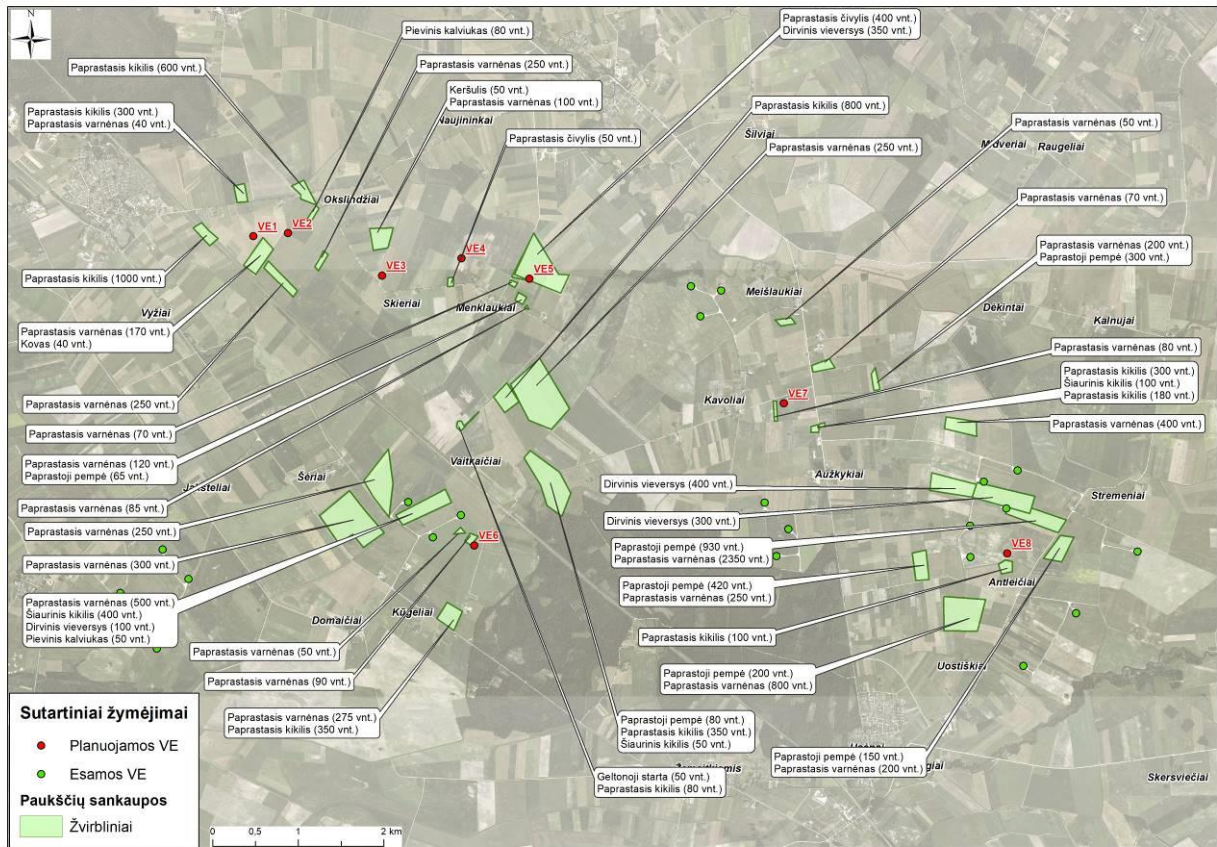 N
Pievinis kalviukas (80 vnt.)
Paprastasis čivylis (400 vnt.)
Dirvinis vieversys (350 vnt.)
Paprastasis kikilis (600 vnt.)
Paprastasis varnėnas (250 vnt.)
Keršulis (50 vnt.)
Paprastasis varnėnas (100 vnt.)
Paprastasis kikilis (300 vnt.)
Paprastasis varnėnas (40 vnt.)
Paprastasis kikilis (800 vnt.)
Naujininkai
Paprastasis čivylis (50 vnt.)
Šilviai
Paprastasis varnėnas (50 vnt.)
Paprastasis varnėnas (250 vnt.)
Midveriai
Raugeliai
Okslindžiai
Paprastasis varnėnas (70 vnt.)
VE1
VE2
Paprastasis varnėnas (200 vnt.)
Paprastoji pempė (300 vnt.)
VE4
VE3
VE5
Paprastasis kikilis (1000 vnt.)
Skieriai
Menklaukiai
Meišlaukiai
Dėkintai
Kalnujai
Vyžiai
Paprastasis varnėnas (170 vnt.)
Kovas (40 vnt.)
Paprastasis varnėnas (80 vnt.)
Paprastasis kikilis (300 vnt.)
Šiaurinis kikilis (100 vnt.)
Paprastasis kikilis (180 vnt.)
VE7
Kavoliai
Paprastasis varnėnas (250 vnt.)
Paprastasis varnėnas (400 vnt.)
Paprastasis varnėnas (70 vnt.)
Vaitkaičiai
Paprastasis varnėnas (120 vnt.)
Paprastoji pempė (65 vnt.)
Šėriai
Aužkykiai
Dirvinis vieversys (400 vnt.)
Stremeniai
Paprastasis varnėnas (85 vnt.)
Dirvinis vieversys (300 vnt.)
Paprastasis varnėnas (250 vnt.)
VE6
VE8
Paprastoji pempė (930 vnt.)
Paprastasis varnėnas (2350 vnt.)
Paprastasis varnėnas (300 vnt.)
Paprastoji pempė (420 vnt.)
Paprastasis varnėnas (250 vnt.)
Antleičiai
Paprastasis varnėnas (500 vnt.)
Šiaurinis kikilis (400 vnt.)
Dirvinis vieversys (100 vnt.)
Pievinis kalviukas (50 vnt.)
Kūgeliai
Domaičiai
Paprastasis kikilis (100 vnt.)
Paprastasis varnėnas (50 vnt.)
Uostiškiai
Paprastasis varnėnas (90 vnt.)
Paprastoji pempė (200 vnt.)
Paprastasis varnėnas (800 vnt.)
Paprastasis varnėnas (275 vnt.)
Paprastasis kikilis (350 vnt.)
Paprastoji pempė (80 vnt.)
Paprastasis kikilis (350 vnt.)
Šiaurinis kikilis (50 vnt.)
Paprastoji pempė (150 vnt.)
Paprastasis varnėnas (200 vnt.)
Geltonoji starta (50 vnt.)
Paprastasis kikilis (80 vnt.)
Skersviečiai
Sutartiniai žymėjimai
Planuojamos VE
Esamos VE
Paukščių sankaupos
Žvirbliniai
0 0,5 1 2 km